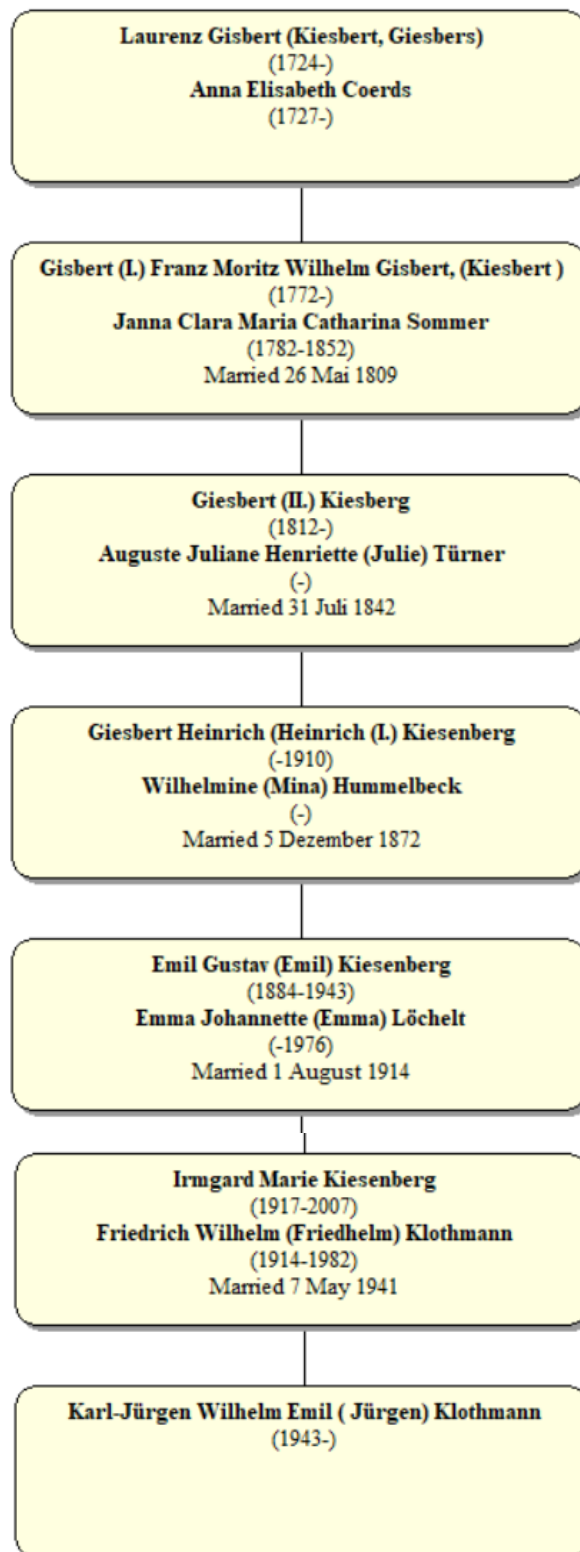 Laurenz Gisbert (Kiesbert, Giesbers)
(1724-)
Anna Elisabeth Coerds
(1727-)
Gisbert (I.) Franz Moritz Wilhelm Gisbert, (Kiesbert )
(1772-)
Janna Clara Maria Catharina Sommer
(1782-1852)
Married 26 Mai 1809
Giesbert (II.) Kiesberg
(1812-)
Auguste Juliane Henriette (Julie) Türner
(-)
Married 31 Juli 1842
Giesbert Heinrich (Heinrich (I.) Kiesenberg
(-1910)
Wilhelmine (Mina) Hummelbeck
(-)
Married 5 Dezember 1872
Emil Gustav (Emil) Kiesenberg
(1884-1943)
Emma Johannette (Emma) Löchelt
(-1976)
Married 1 August 1914
Irmgard Marie Kiesenberg
(1917-2007)
Friedrich Wilhelm (Friedhelm) Klothmann
(1914-1982)
Married 7 May 1941
Karl-Jürgen Wilhelm Emil ( Jürgen) Klothmann
(1943-)